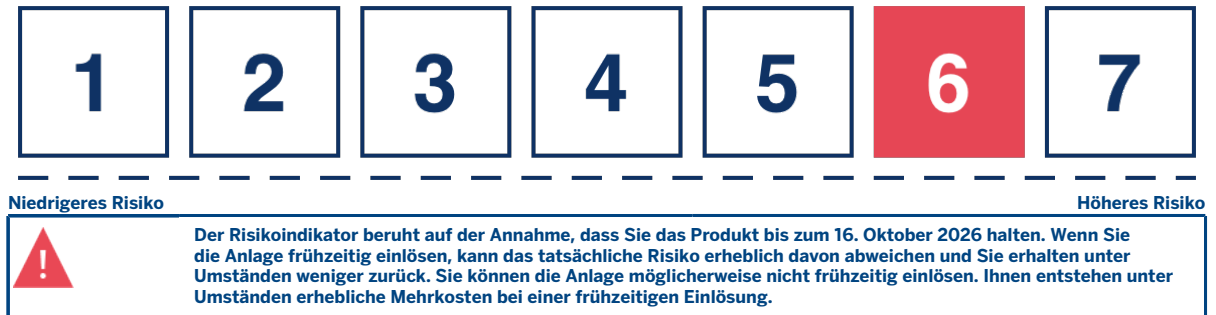 1 2 3 4 5 6 7
Niedrigeres Risiko Höheres Risiko
!
Der Risikoindikator beruht auf der Annahme, dass Sie das Produkt bis zum 16. Oktober 2026 halten. Wenn Sie
die Anlage frühzeitig einlösen, kann das tatsächliche Risiko erheblich davon abweichen und Sie erhalten unter
Umständen weniger zurück. Sie können die Anlage möglicherweise nicht frühzeitig einlösen. Ihnen entstehen unter
Umständen erhebliche Mehrkosten bei einer frühzeitigen Einlösung.